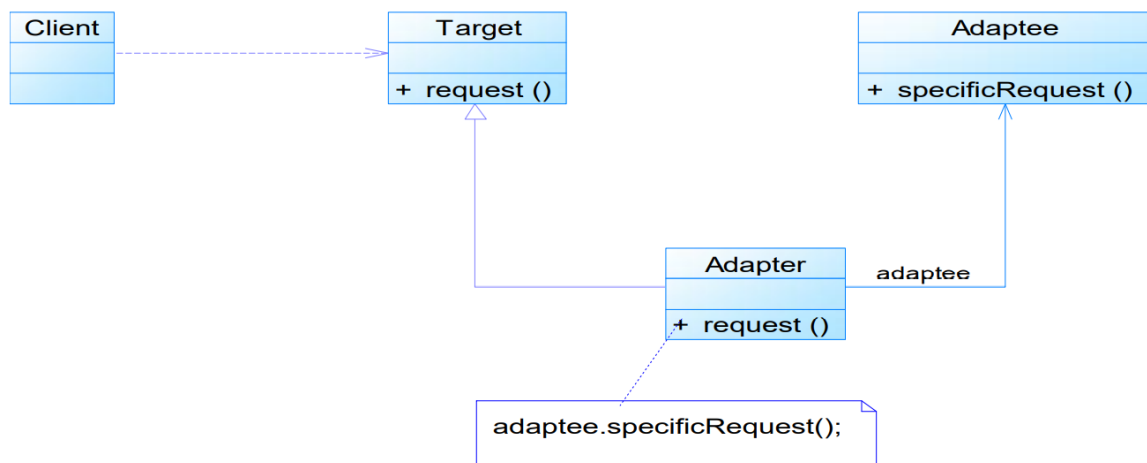 Client
Target
+ request ()
Adaptee
+ specificRequest ()
Adapter
+ request ()
adaptee
adaptee.specificRequest();